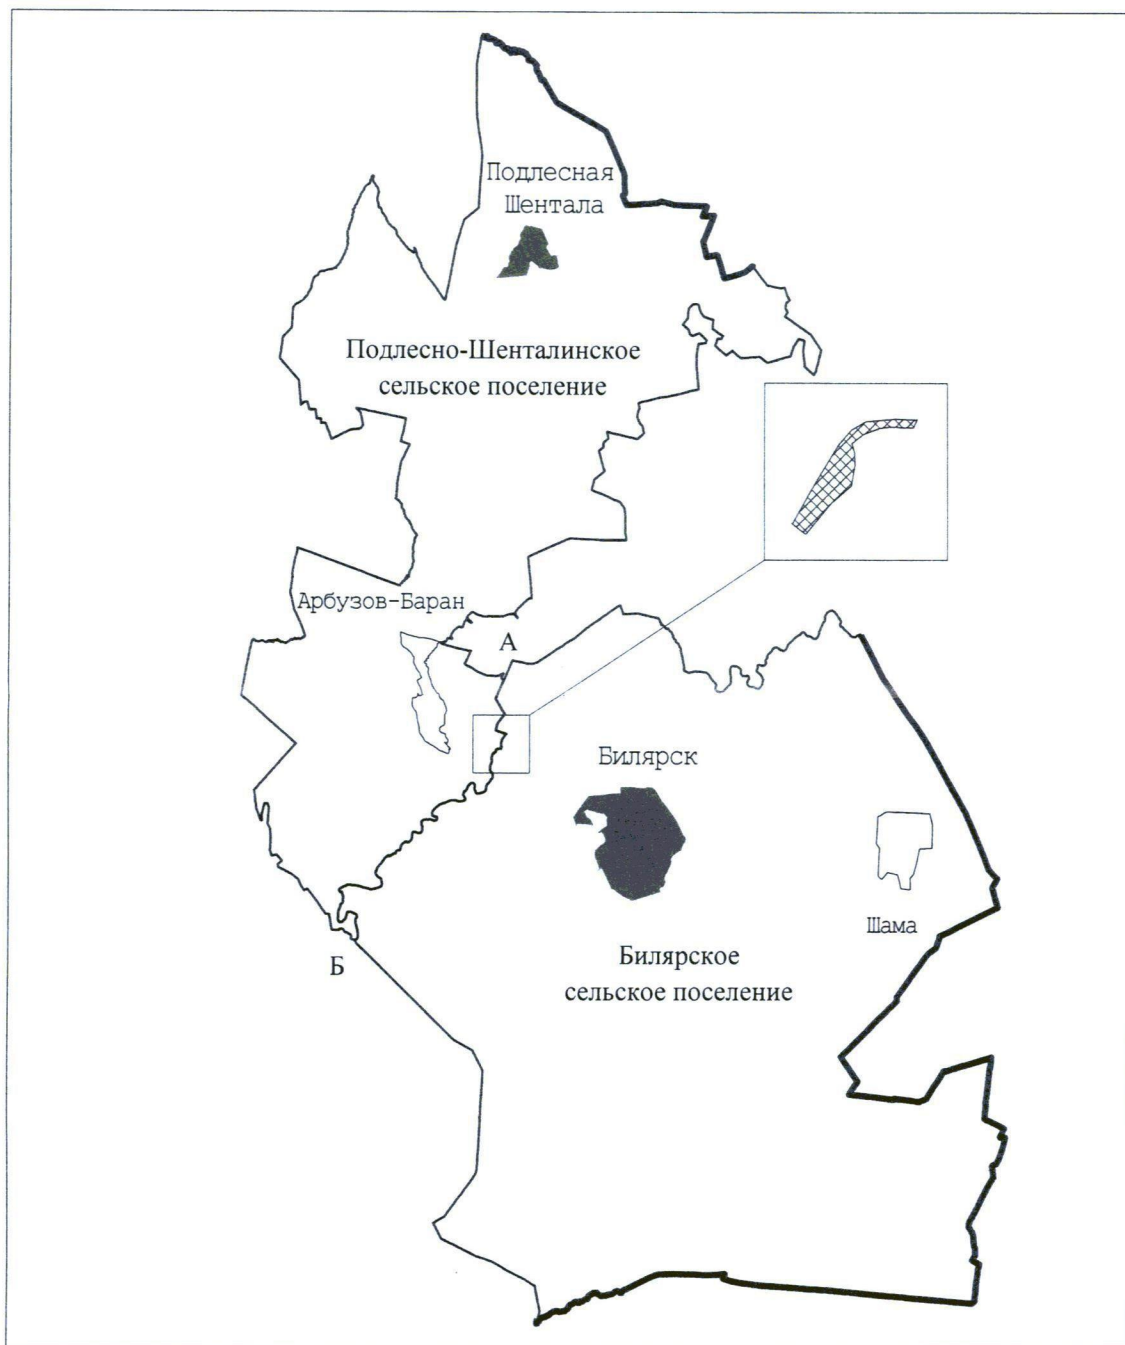 Подлесная
Шентала
Подлесно-Шенталинское
сельское поселение
Арбузов-Баран
А
Билярск
Шама
Б
Билярское
сельское поселение